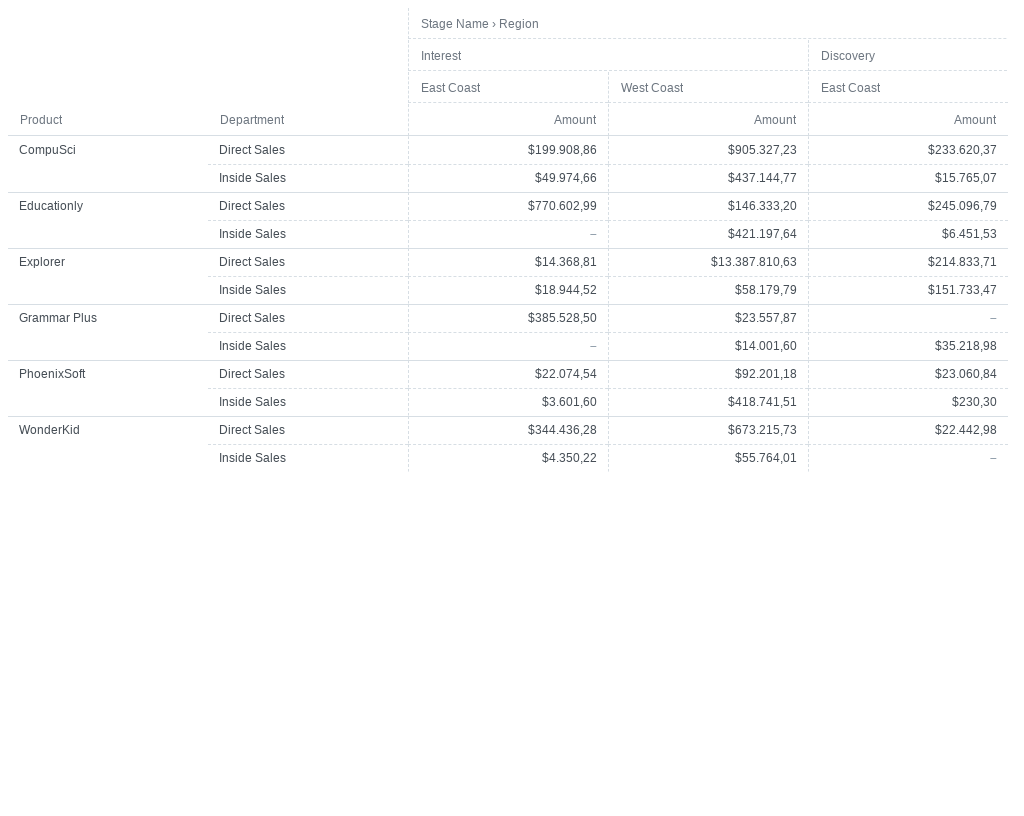 Stage Name › Region
Interest Discovery
East Coast West Coast East Coast
Product Department Amount Amount Amount
CompuSci Direct Sales $199.908,86 $905.327,23 $233.620,37
Inside Sales $49.974,66 $437.144,77 $15.765,07
Educationly Direct Sales $770.602,99 $146.333,20 $245.096,79
Inside Sales – $421.197,64 $6.451,53
Explorer Direct Sales $14.368,81 $13.387.810,63 $214.833,71
Inside Sales $18.944,52 $58.179,79 $151.733,47
Grammar Plus Direct Sales $385.528,50 $23.557,87 –
Inside Sales – $14.001,60 $35.218,98
PhoenixSoft Direct Sales $22.074,54 $92.201,18 $23.060,84
Inside Sales $3.601,60 $418.741,51 $230,30
WonderKid Direct Sales $344.436,28 $673.215,73 $22.442,98
Inside Sales $4.350,22 $55.764,01 –